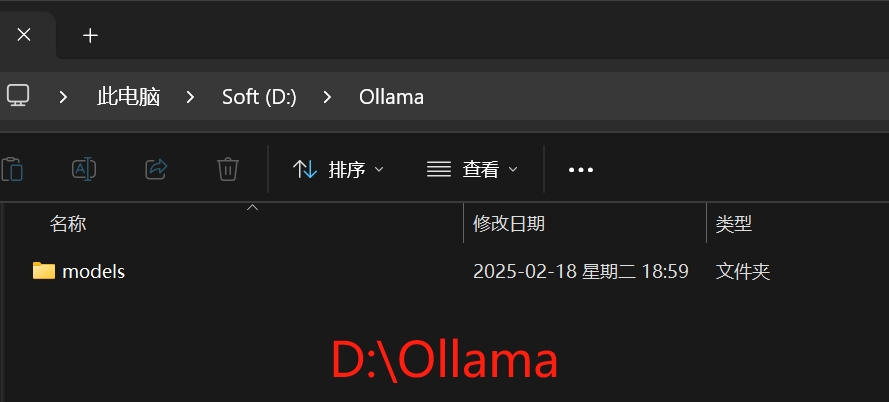 此电脑 Soft (D:) Ollama
排序 查看
名称 修改日期 类型
models 2025-02-18 星期二 18:59 文件夹
D:\Ollama